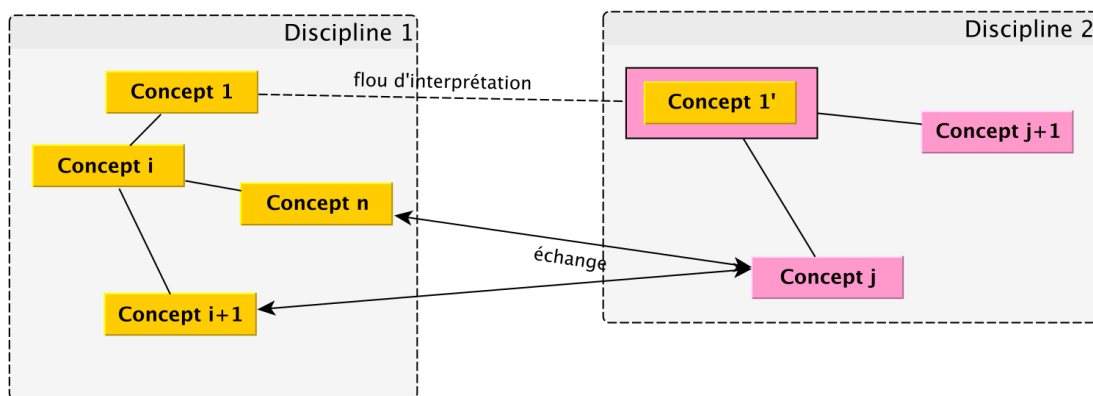 Discipline 1
Discipline 2
Concept 1
flou d'interprétation
Concept 1'
Concept j+1
Concept i
Concept n
échange
Concept j
Concept i+1